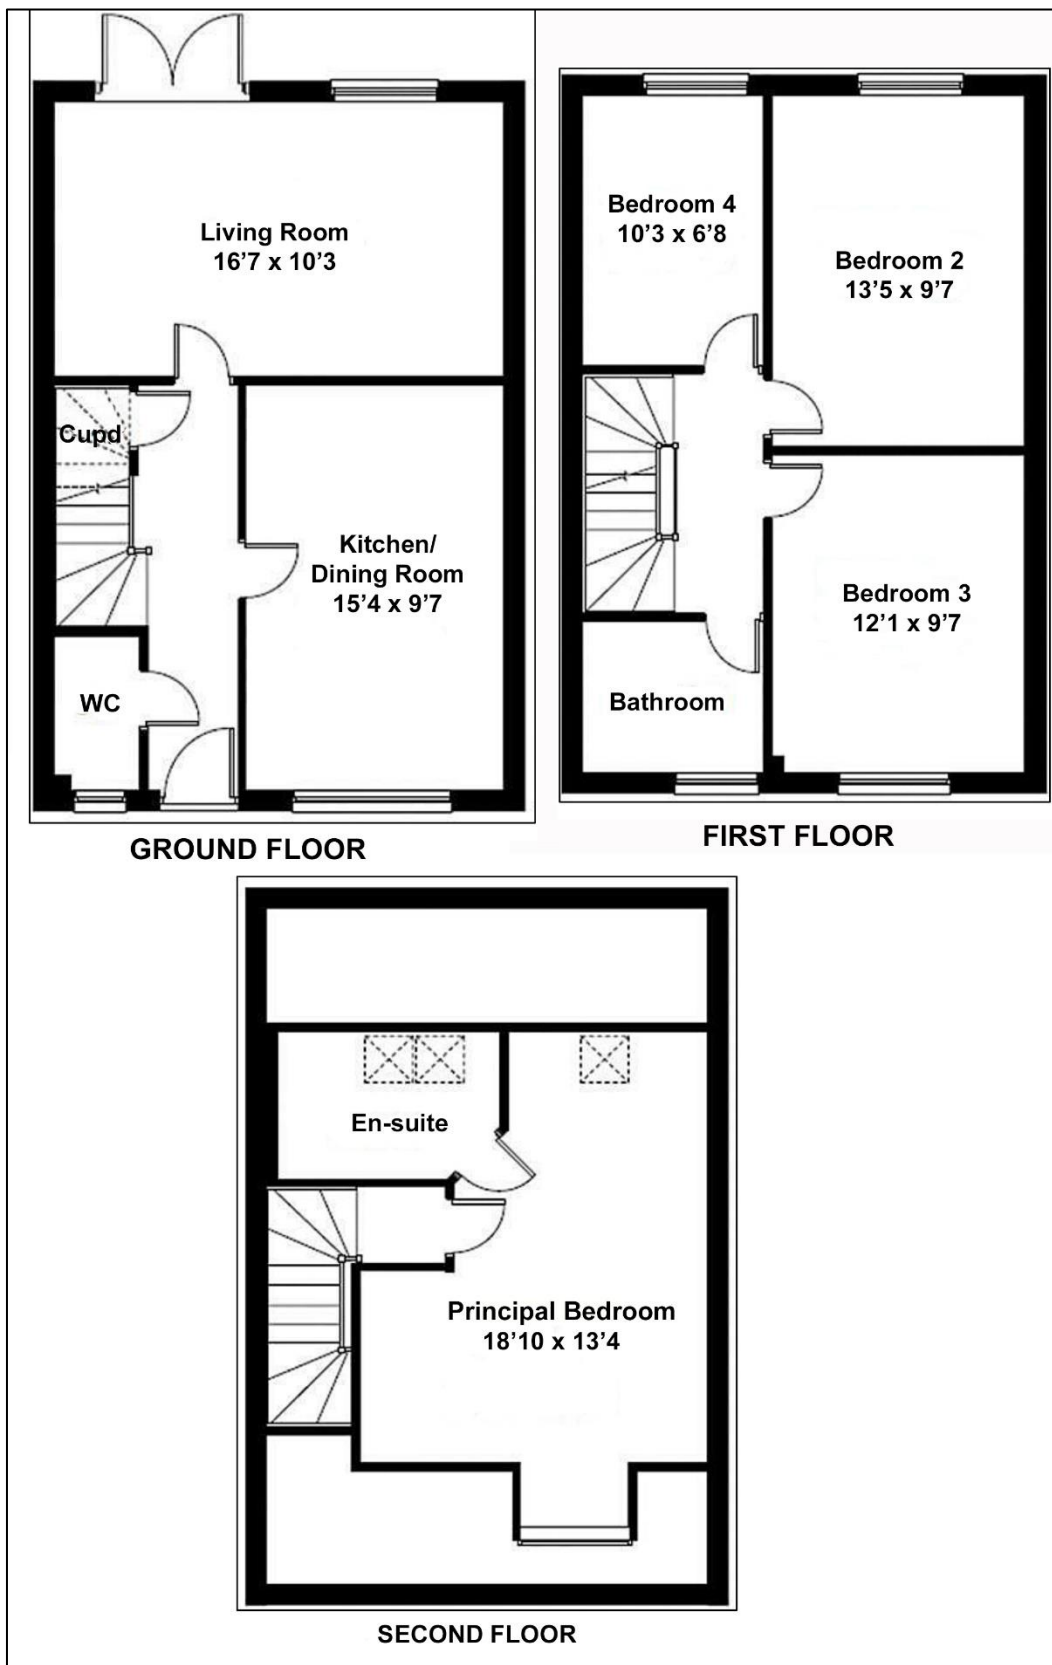 Living Room
16’7 x 10’3
Cupd
Kitchen/
Dining Room
15’4 x 9’7
WC
GROUND FLOOR
Bedroom 4
10’3 x 6’8
Bedroom 2
13’5 x 9’7
Bedroom 3
12’1 x 9’7
Bathroom
FIRST FLOOR
En-suite
Principal Bedroom
18’10 x 13’4
SECOND FLOOR